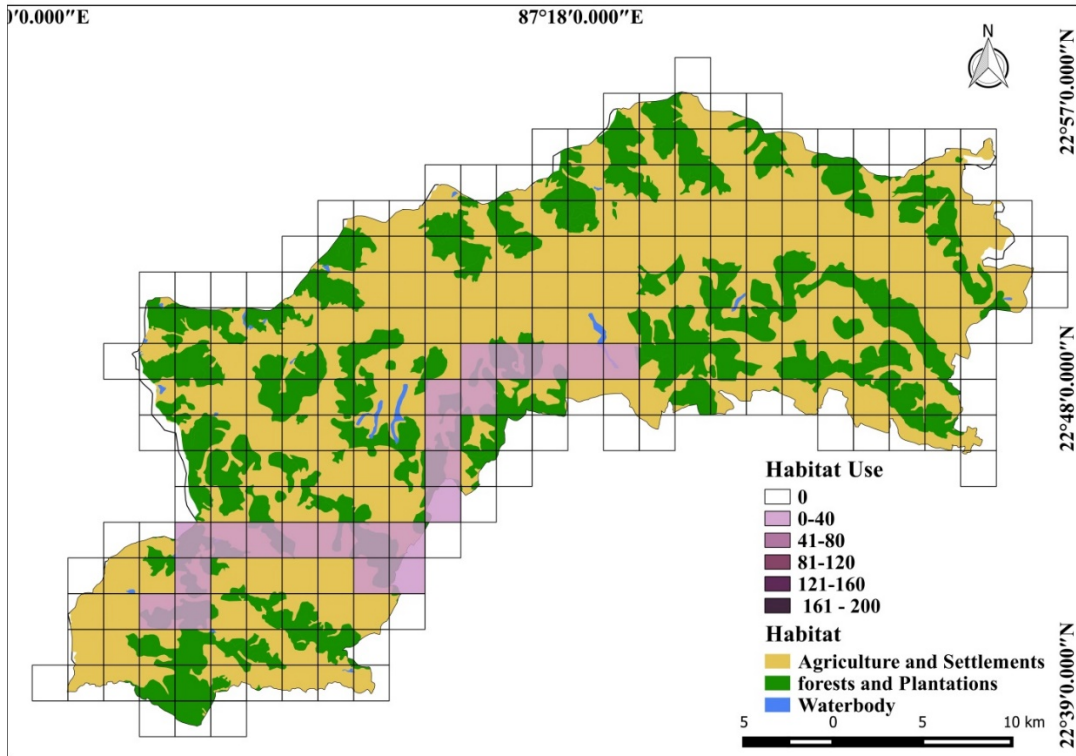 )′0.000″E
87°18′0.000″E
N
22°57′0.000″N
22°48′0.000″N
22°39′0.000″N
Habitat Use
0
0-40
41-80
81-120
121-160
161 - 200
Habitat
Agriculture and Settlements
forests and Plantations
Waterbody
5 0 5 10 km